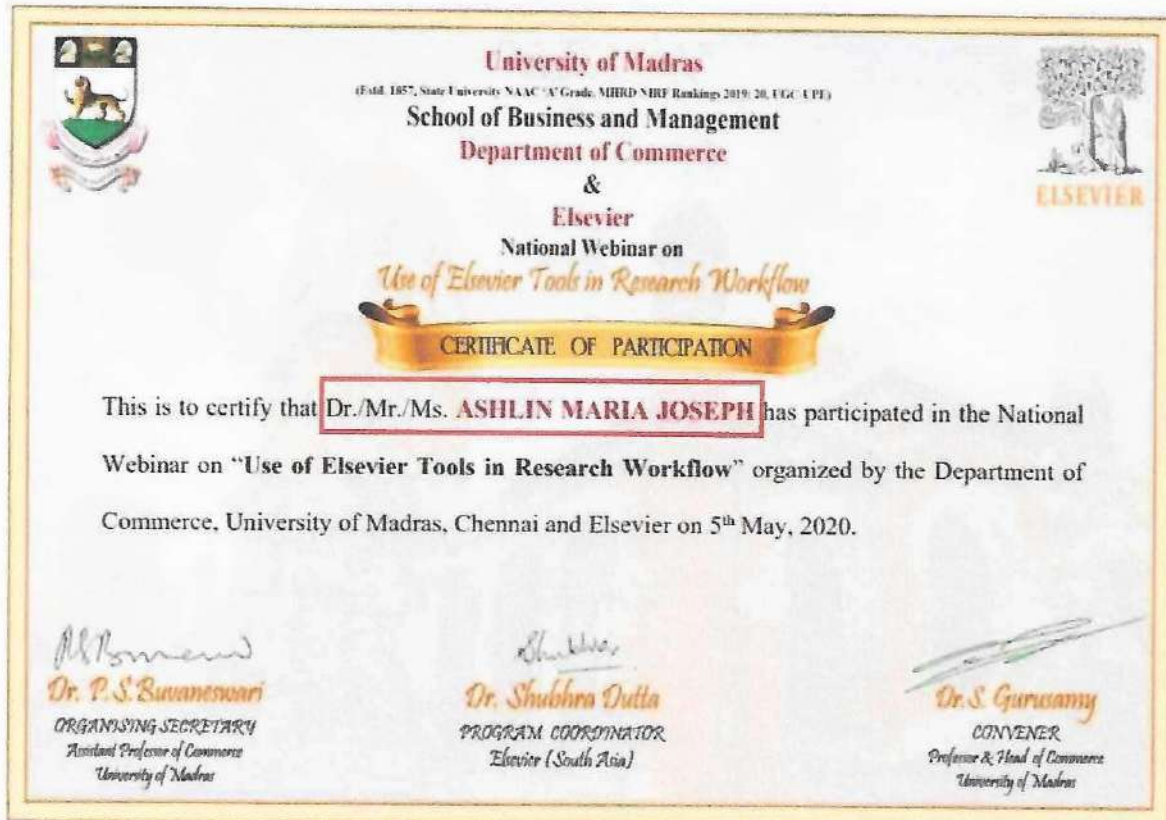 University of Madras
(Estd. 1857, State University NAAC 'A' Grade, MHRD NIRF Rankings 2019: 20, UGC-UPE)
School of Business and Management
Department of Commerce
&
Elsevier
ELSEVIER
National Webinar on
Use of Elsevier Tools in Research Workflow
CERTIFICATE OF PARTICIPATION
This is to certify that Dr./Mr./Ms. ASHLIN MARIA JOSEPH has participated in the National
Webinar on “Use of Elsevier Tools in Research Workflow” organized by the Department of
Commerce, University of Madras, Chennai and Elsevier on 5th May, 2020.
Dr. P. S. Buvaneswari
ORGANISING SECRETARY
Assistant Professor of Commerce
University of Madras
Dr. Shubhra Dutta
PROGRAM COORDINATOR
Elsevier (South Asia)
Dr. S. Gurusamy
CONVENER
Professor & Head of Commerce
University of Madras